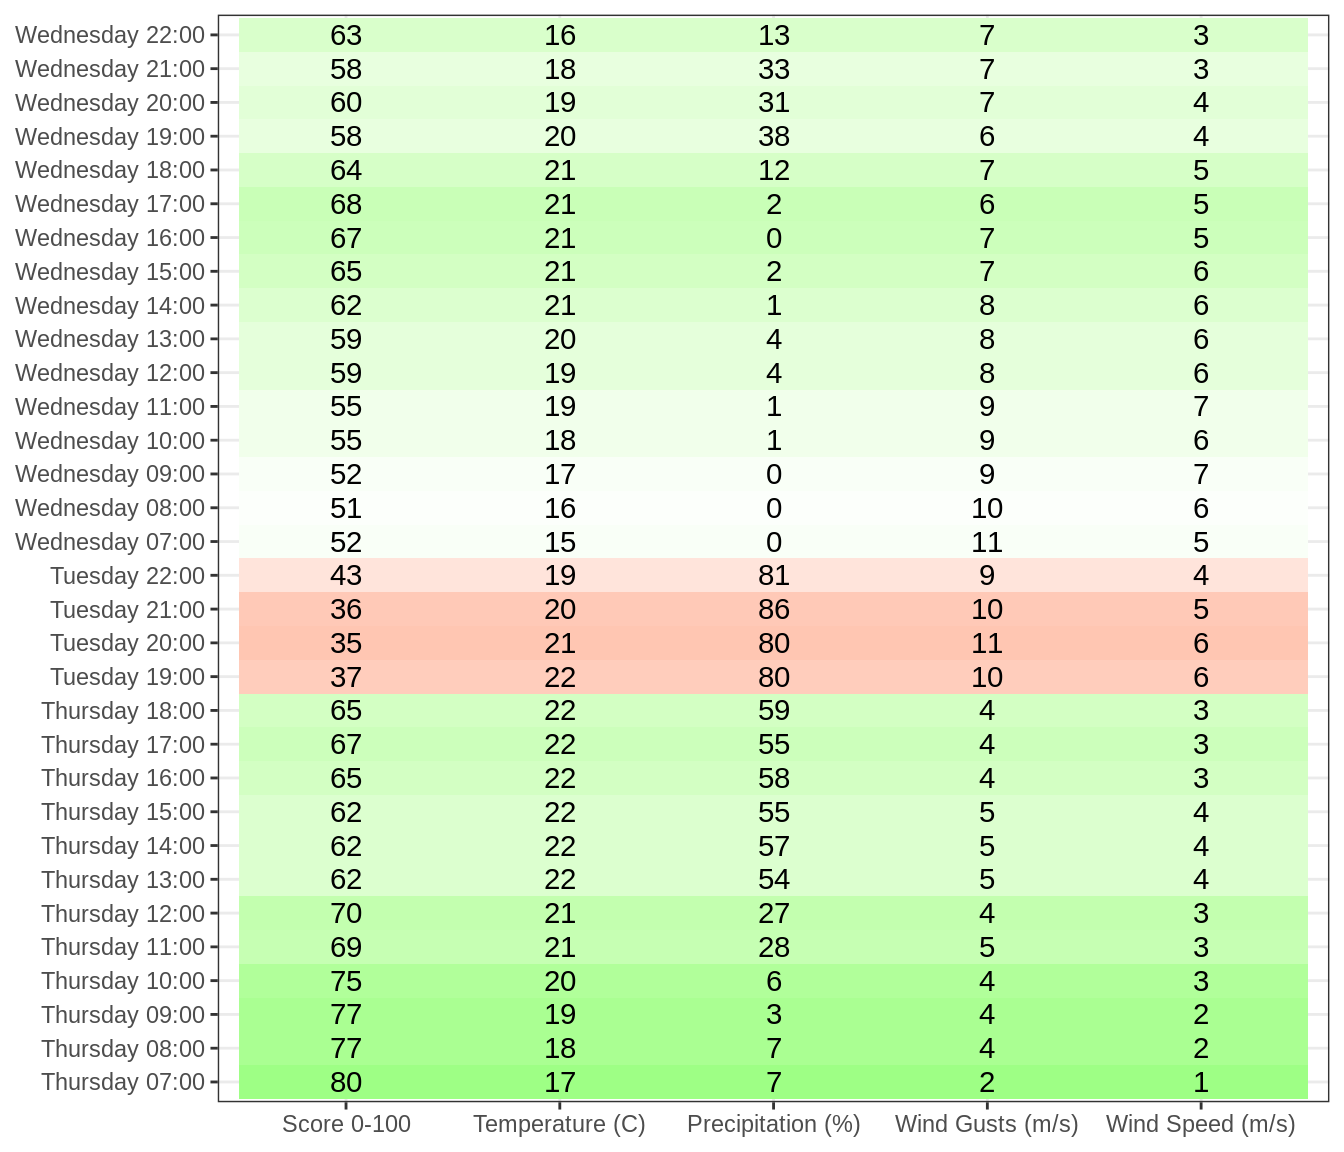 Wednesday 22:00 63 16 13 7 3
Wednesday 21:00 58 18 33 7 3
Wednesday 20:00 60 19 31 7 4
Wednesday 19:00 58 20 38 6 4
Wednesday 18:00 64 21 12 7 5
Wednesday 17:00 68 21 2 6 5
Wednesday 16:00 67 21 0 7 5
Wednesday 15:00 65 21 2 7 6
Wednesday 14:00 62 21 1 8 6
Wednesday 13:00 59 20 4 8 6
Wednesday 12:00 59 19 4 8 6
Wednesday 11:00 55 19 1 9 7
Wednesday 10:00 55 18 1 9 6
Wednesday 09:00 52 17 0 9 7
Wednesday 08:00 51 16 0 10 6
Wednesday 07:00 52 15 0 11 5
Tuesday 22:00 43 19 81 9 4
Tuesday 21:00 36 20 86 10 5
Tuesday 20:00 35 21 80 11 6
Tuesday 19:00 37 22 80 10 6
Thursday 18:00 65 22 59 4 3
Thursday 17:00 67 22 55 4 3
Thursday 16:00 65 22 58 4 3
Thursday 15:00 62 22 55 5 4
Thursday 14:00 62 22 57 5 4
Thursday 13:00 62 22 54 5 4
Thursday 12:00 70 21 27 4 3
Thursday 11:00 69 21 28 5 3
Thursday 10:00 75 20 6 4 3
Thursday 09:00 77 19 3 4 2
Thursday 08:00 77 18 7 4 2
Thursday 07:00 80 17 7 2 1
Score 0-100 Temperature (C) Precipitation (%) Wind Gusts (m/s) Wind Speed (m/s)